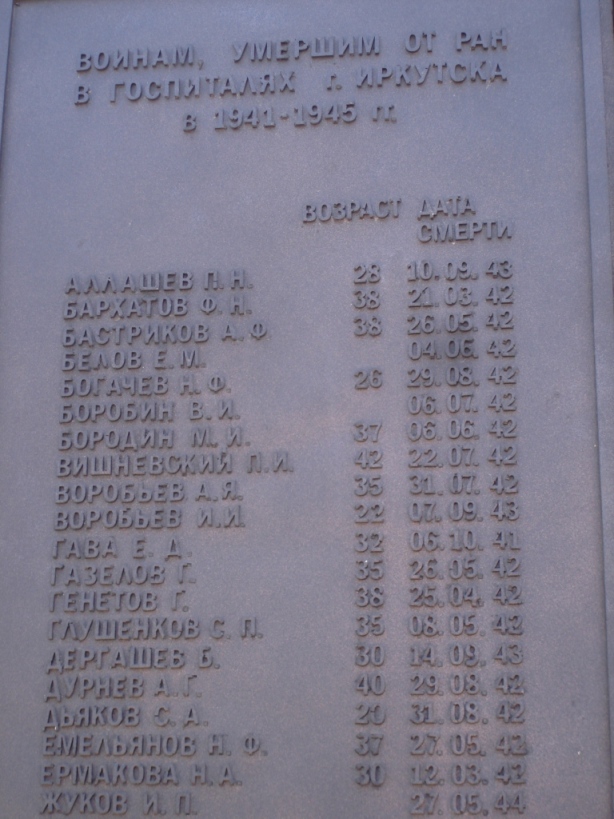 ВОИНАМ, УМЕРШИМ ОТ РАН
В ГОСПИТАЛЯХ г. ИРКУТСКА
в 1941-1945 гг.
ВОЗРАСТ ДАТА
СМЕРТИ
АЛЛАШЕВ П. Н. 28 10. 09. 43
БАРХАТОВ Ф. Н. 38 21. 03. 42
БАСТРИКОВ А. Ф. 38 26. 05. 42
БЕЛОВ Е. М. 04. 06. 42
БОГАЧЕВ Н. Ф. 26 29. 08. 42
БОРОБИН В. И. 06. 07. 42
БОРОДИН М. И. 37 06. 06. 42
ВИШНЕВСКИЙ П. И. 42 22. 07. 42
ВОРОБЬЕВ А. Я. 35 31. 07. 42
ВОРОБЬЕВ И. И. 22 07. 09. 43
ГАВА Е. Д. 32 06. 10. 41
ГАЗЕЛОВ Г. 35 26. 05. 42
ГЕНЕТОВ Г. 38 25. 04. 42
ГЛУШЕНКОВ С. П. 35 08. 05. 42
ДЕРГАШЕВ Б. 30 14. 09. 43
ДУРНЕВ А. Г. 40 29. 08. 42
ДЬЯКОВ С. А. 20 31. 08. 42
ЕМЕЛЬЯНОВ Н. Ф. 37 27. 05. 42
ЕРМАКОВА Н. А. 30 12. 03. 42
ЖУКОВ И. П. 27. 05. 44